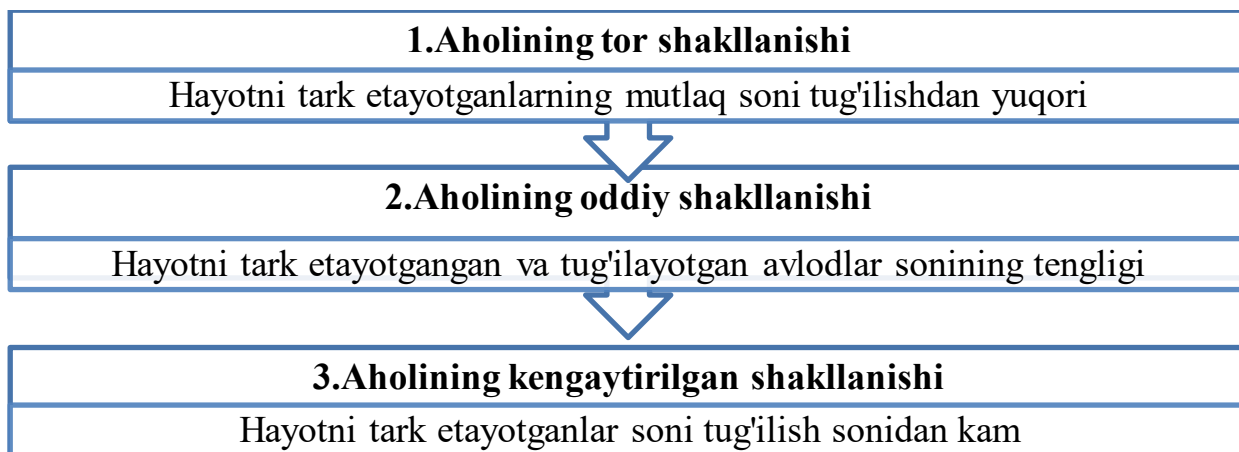 1.Aholining tor shakllanishi
Hayotni tark etayotganlarning mutlaq soni tug'ilishdan yuqori
2.Aholining oddiy shakllanishi
Hayotni tark etayotgangan va tug'ilayotgan avlodlar sonining tengligi
3.Aholining kengaytirilgan shakllanishi
Hayotni tark etayotganlar soni tug'ilish sonidan kam